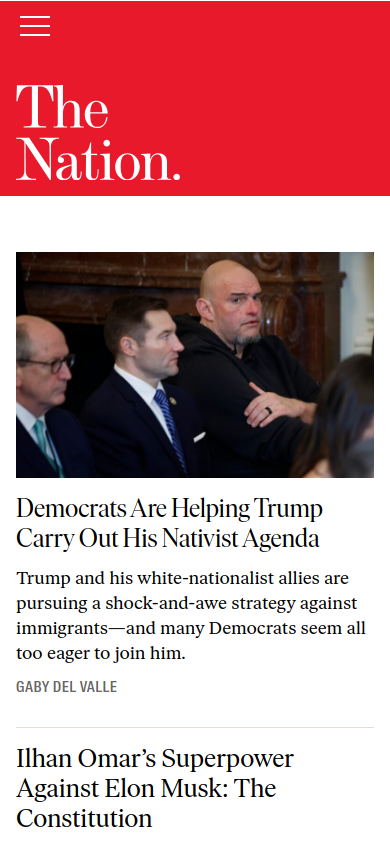 The
Nation.
Democrats Are Helping Trump
Carry Out His Nativist Agenda
Trump and his white-nationalist allies are
pursuing a shock-and-awe strategy against
immigrants—and many Democrats seem all
too eager to join him.
GABY DEL VALLE
Ilhan Omar’s Superpower
Against Elon Musk: The
Constitution